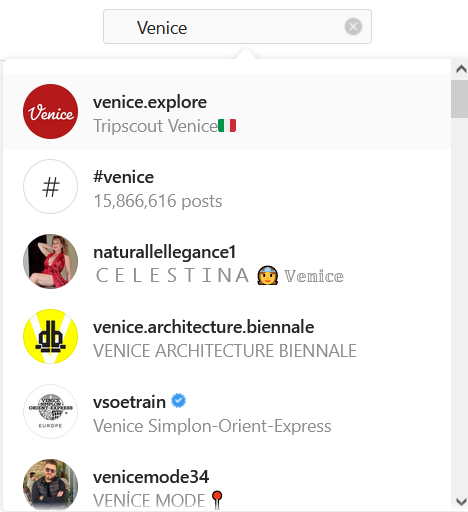 Venice
Venice
venice.explore
Tripscout Venice🇮🇹
#
#venice
15,866,616 posts
naturallellegance1
ＣＥＬＥＳＴＩＮＡ 👩‍🚀 𝕍𝕖𝕟𝕚𝕔𝕖
db
venice.architecture.biennale
VENICE ARCHITECTURE BIENNALE
VENICE
SIMPLON
ORIENT-EXPRESS
EUROPE
vsoetrain
Venice Simplon-Orient-Express
venicemode34
VENİCE MODE📍